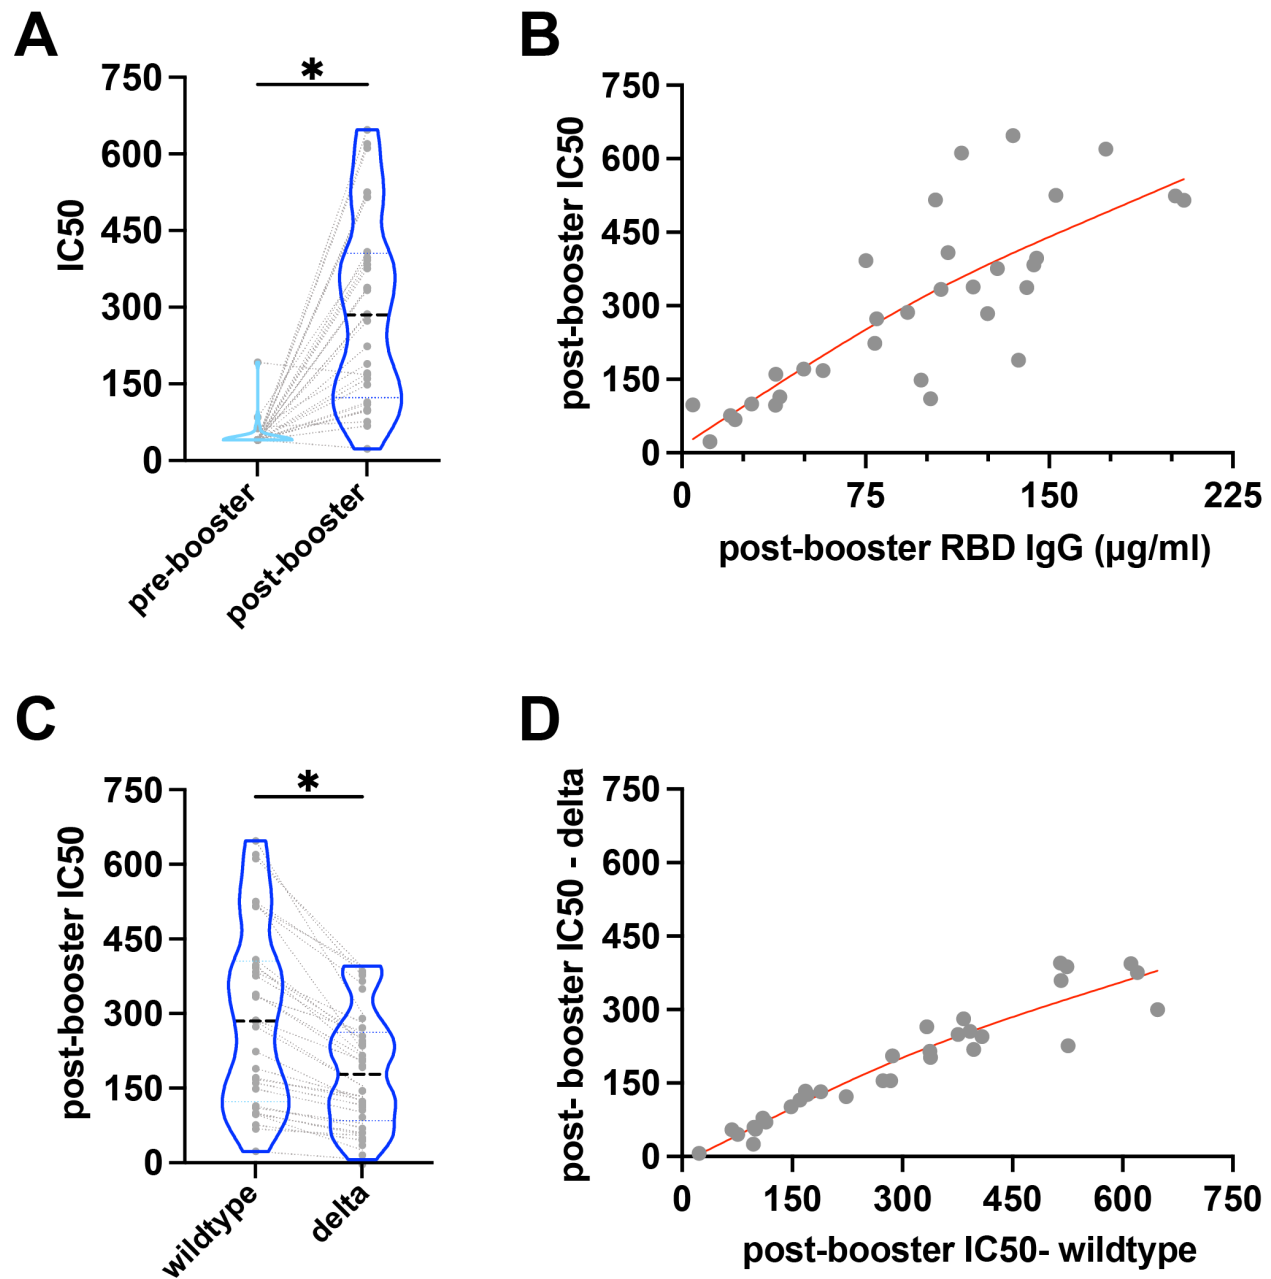 A
750
600
450
300
150
0
IC50
*
pre-booster
post-booster
B
750
600
450
300
150
0
post-booster IC50
0 75 150 225
post-booster RBD IgG (µg/ml)
C
750
600
450
300
150
0
post-booster IC50
*
wildtype
delta
D
750
600
450
300
150
0
post- booster IC50 - delta
0 150 300 450 600 750
post-booster IC50- wildtype